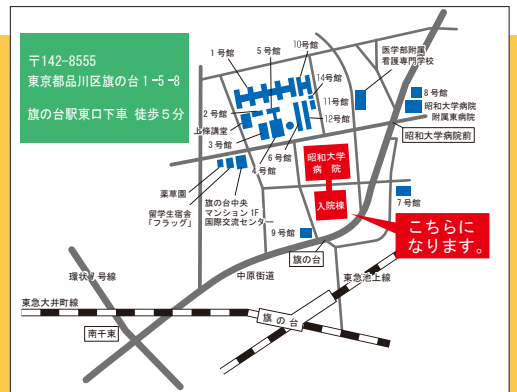 〒142-8555
東京都品川区旗の台1-5-8
旗の台駅東口下車 徒歩5分
10号館
5号館
1号館
14号館
11号館
12号館
医学部附属
看護専門学校
8号館
昭和大学病院
附属東病院
昭和大学病院前
2号館
上條講堂
3号館
4号館
6号館
昭和大学
病 院
入院棟
7号館
薬草園
留学生宿舎
「フラッグ」
旗の台中央
マンション1F
国際交流センター
9号館
こちらに
なります。
旗の台
中原街道
環状7号線
東急池上線
東急大井町線
旗の台
南千束